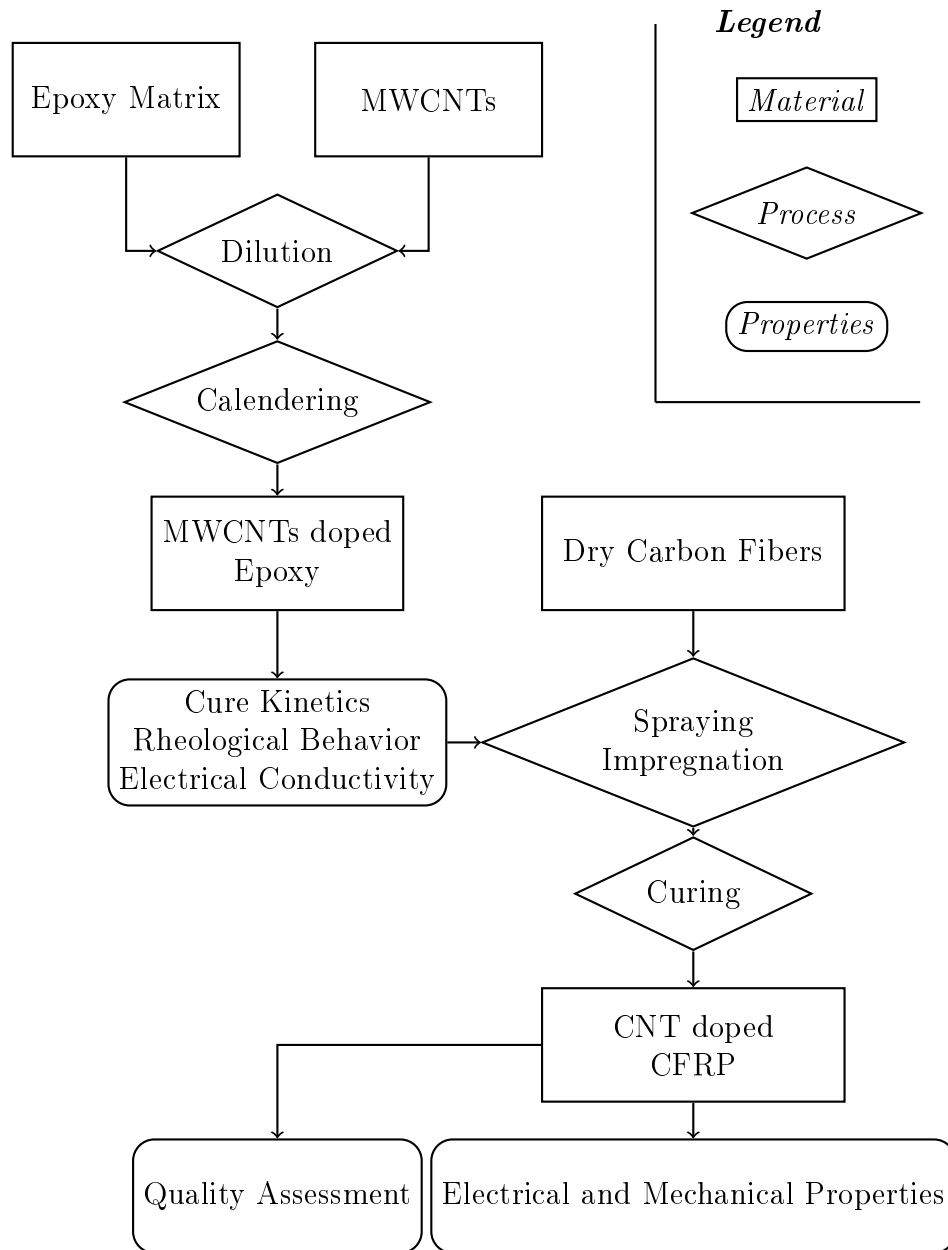 Legend
Epoxy Matrix
MWCNTs
Material
Process
Dilution
Properties
Calendering
MWCNTs doped
Epoxy
Dry Carbon Fibers
Cure Kinetics
Rheological Behavior
Electrical Conductivity
Spraying
Impregnation
Curing
CNT doped
CFRP
Quality Assessment
Electrical and Mechanical Properties